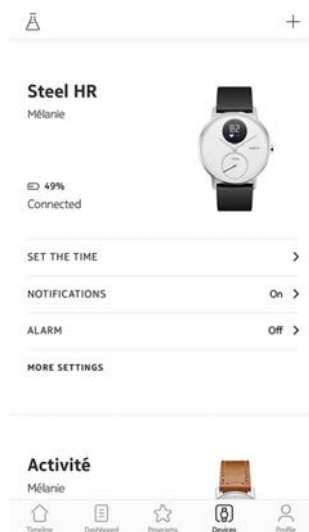 Steel HR
Mélanie
82
49%
Connected
SET THE TIME
NOTIFICATIONS On
ALARM Off
MORE SETTINGS
Activité
Mélanie
Timeline Dashboard Programs Devices Profile